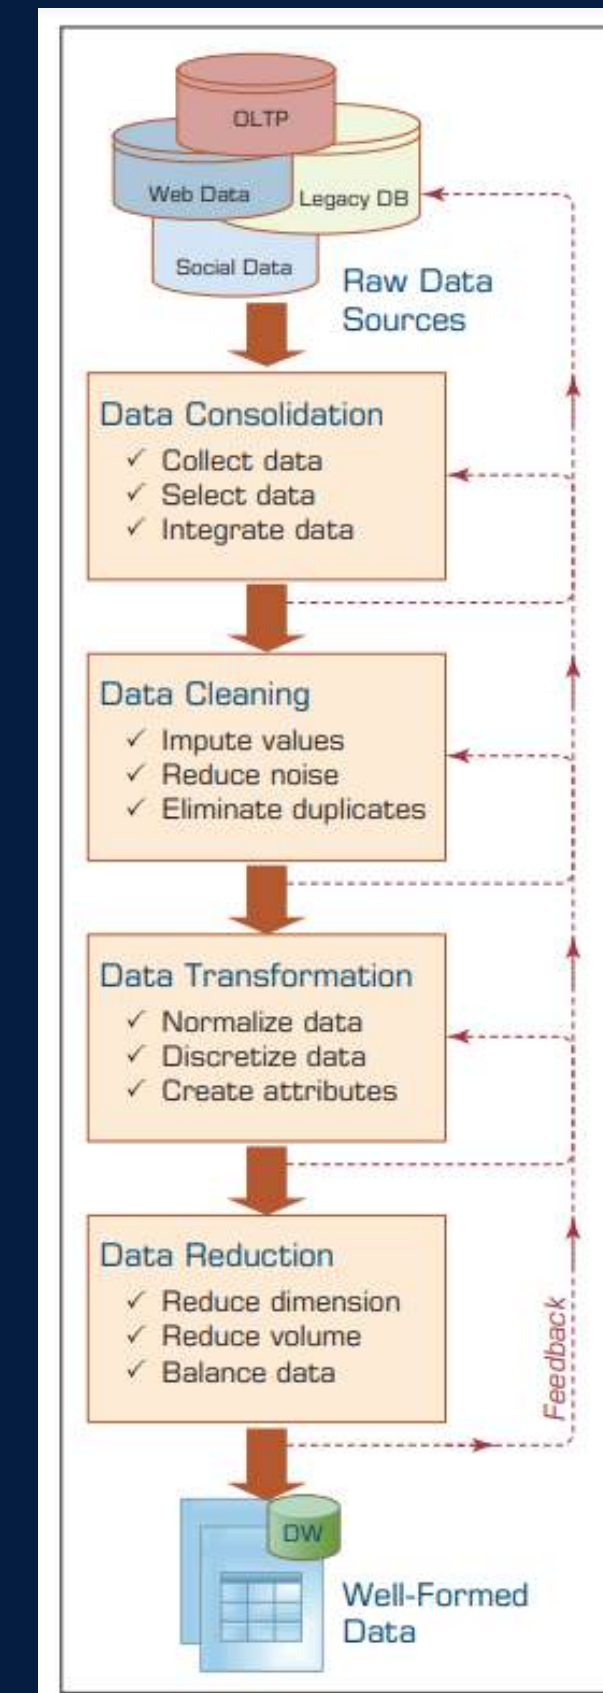 OLTP
Web Data
Legacy DB
Social Data
Raw Data
Sources
Data Consolidation
✓ Collect data
✓ Select data
✓ Integrate data
Data Cleaning
✓ Impute values
✓ Reduce noise
✓ Eliminate duplicates
Data Transformation
✓ Normalize data
✓ Discretize data
✓ Create attributes
Data Reduction
✓ Reduce dimension
✓ Reduce volume
✓ Balance data
Feedback
DW
Well-Formed
Data